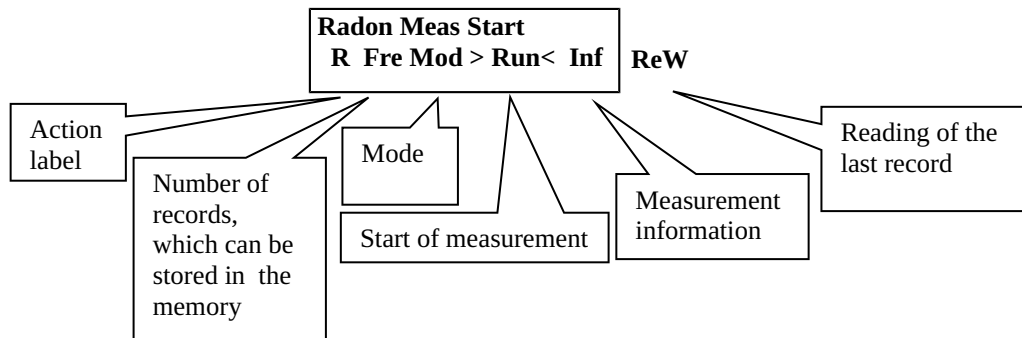 Radon Meas Start
R Fre Mod > Run< Inf ReW
Action
label
Number of
records,
which can be
stored in the
memory
Mode
Start of measurement
Measurement
information
Reading of the
last record